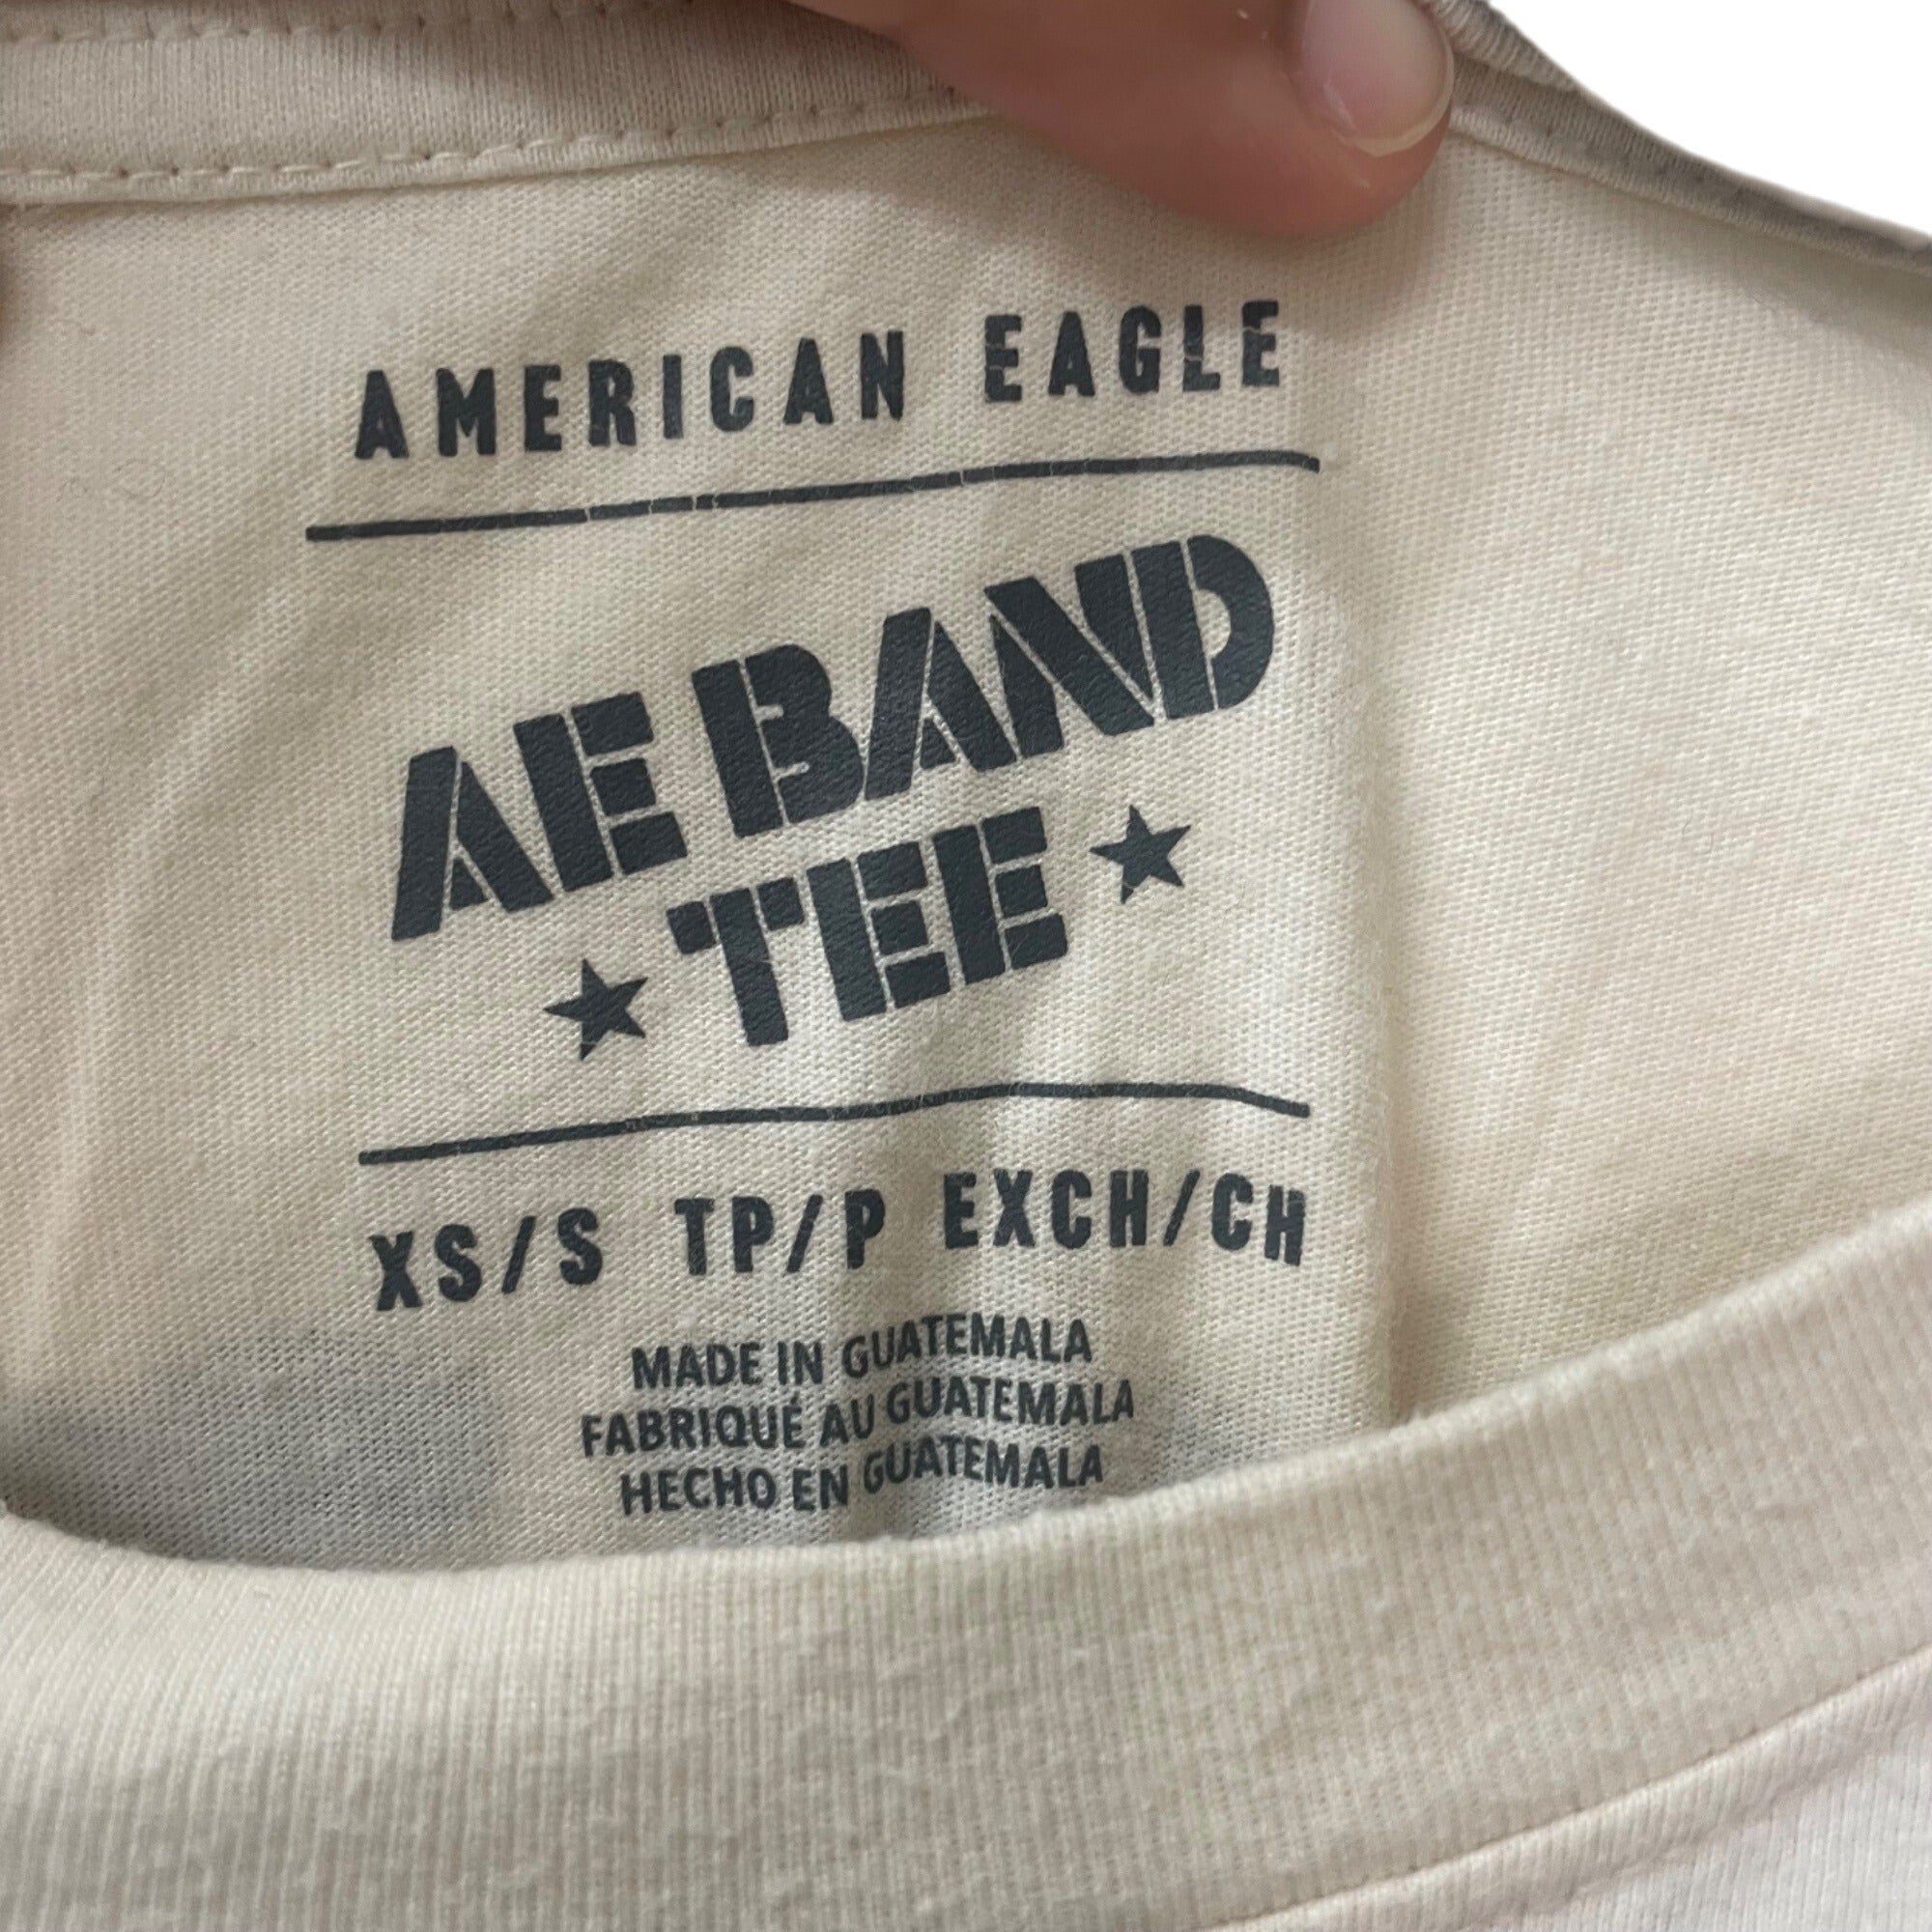 AMERICAN EAGLE
AE BAND
TEE
XS/S TP/P EXCH/CH
MADE IN GUATEMALA
FABRIQUÉ AU GUATEMALA
HECHO EN GUATEMALA